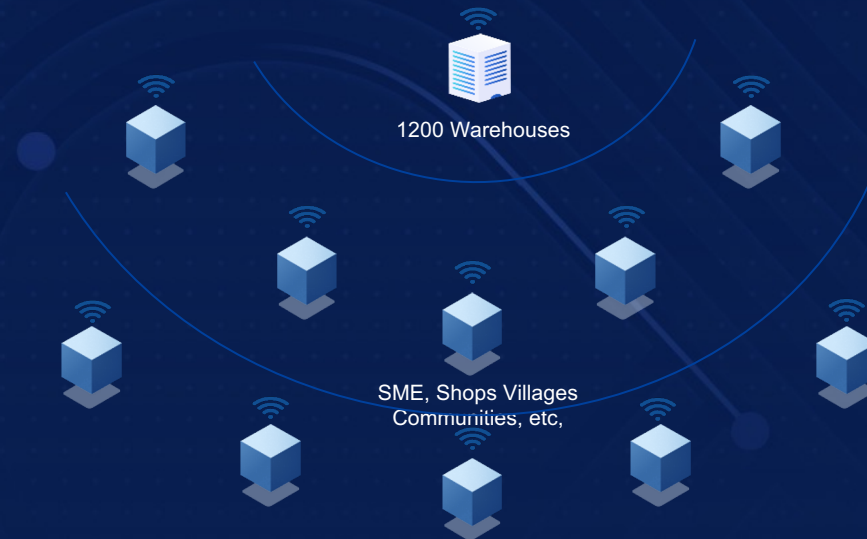 1200 Warehouses
SME, Shops Villages
Communities, etc,